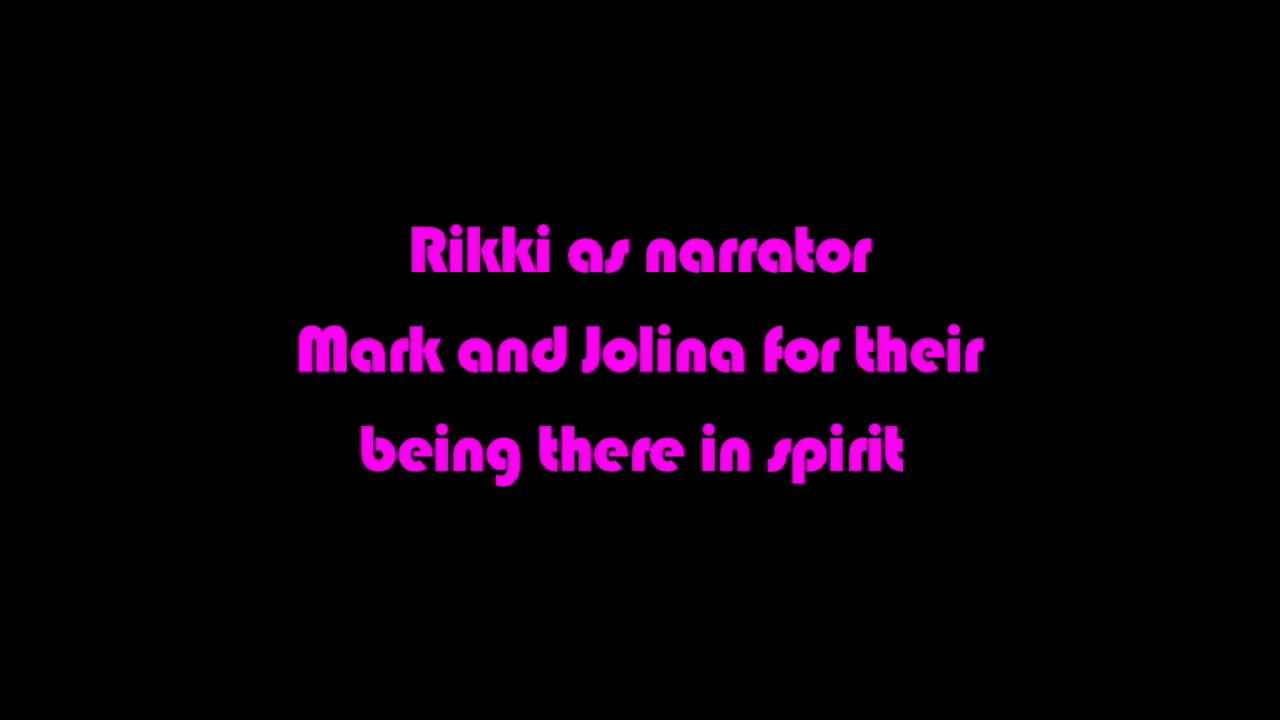 Rikki as narrator
Mark and Jolina for their
being there in spirit